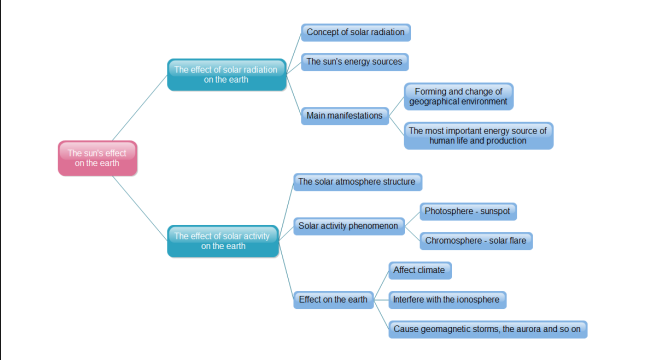 The sun's effect
on the earth
The effect of solar radiation
on the earth
Concept of solar radiation
The sun's energy sources
Main manifestations
Forming and change of
geographical environment
The most important energy source of
human life and production
The effect of solar activity
on the earth
The solar atmosphere structure
Solar activity phenomenon
Photosphere - sunspot
Chromosphere - solar flare
Effect on the earth
Affect climate
Interfere with the ionosphere
Cause geomagnetic storms, the aurora and so on